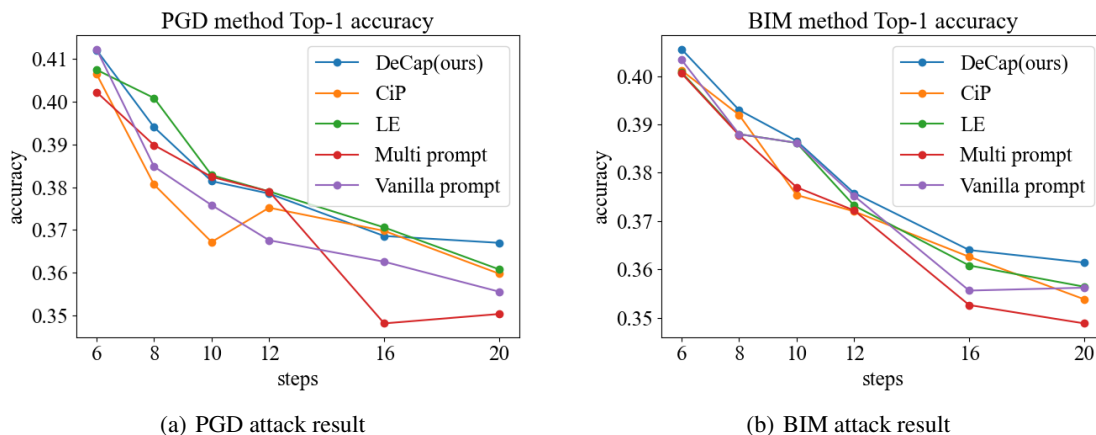 PGD method Top-1 accuracy
0.41
0.40
0.39
0.38
0.37
0.36
0.35
accuracy
DeCap(ours)
CiP
LE
Multi prompt
Vanilla prompt
6
8
10
12
16
20
steps
(a) PGD attack result
BIM method Top-1 accuracy
0.40
0.39
0.38
0.37
0.36
0.35
accuracy
DeCap(ours)
CiP
LE
Multi prompt
Vanilla prompt
6
8
10
12
16
20
steps
(b) BIM attack result